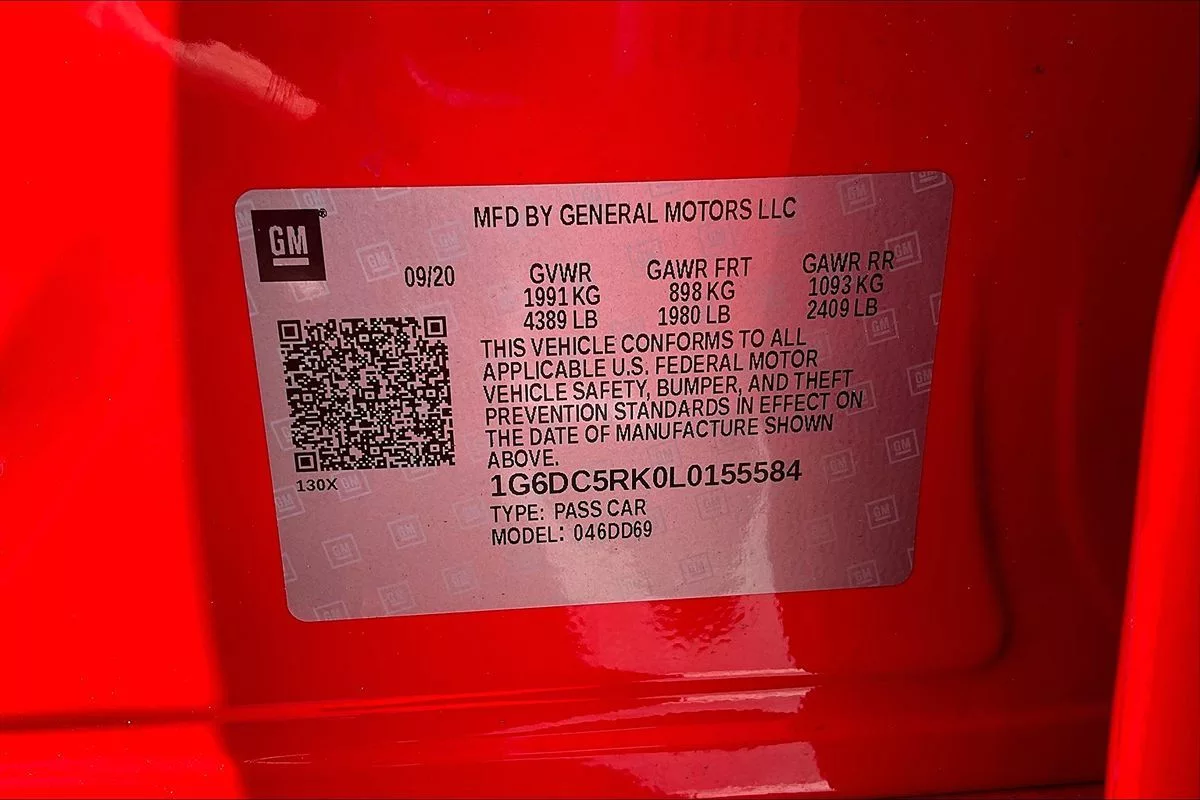 GM
MFD BY GENERAL MOTORS LLC
09/20
GVWR GAWR FRT GAWR RR
1991 KG 898 KG 1093 KG
4389 LB 1980 LB 2409 LB
THIS VEHICLE CONFORMS TO ALL
APPLICABLE U.S. FEDERAL MOTOR
VEHICLE SAFETY, BUMPER, AND THEFT
PREVENTION STANDARDS IN EFFECT ON
THE DATE OF MANUFACTURE SHOWN
ABOVE.
130X
1G6DC5RK0L0155584
TYPE: PASS CAR
MODEL: 046DD69